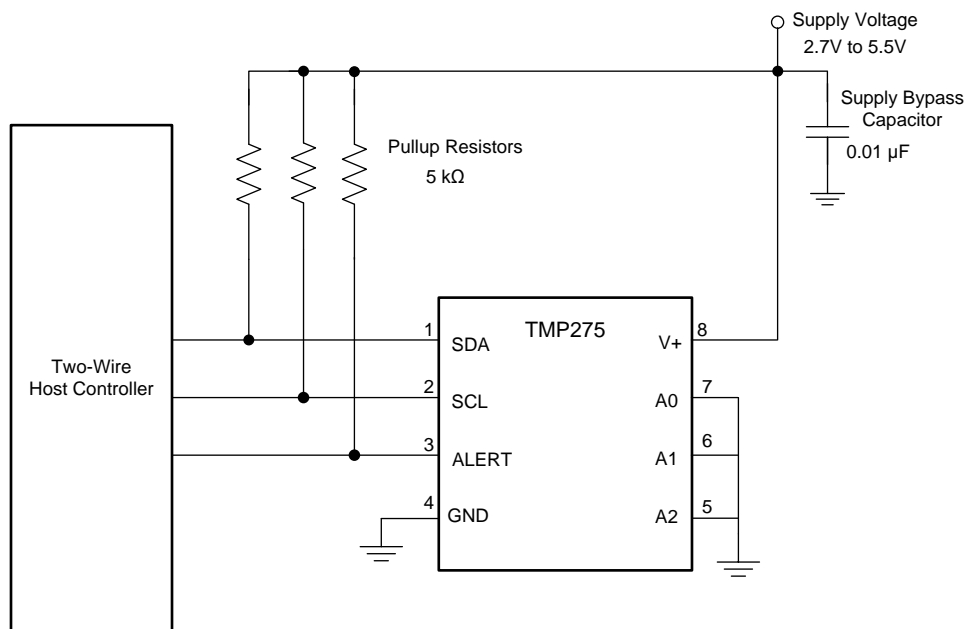 Supply Voltage
2.7V to 5.5V
Supply Bypass
Capacitor
0.01 µF
Pullup Resistors
5 kΩ
Two-Wire
Host Controller
TMP275
1
SDA
2
SCL
3
ALERT
4
GND
V+
8
A0
7
A1
6
A2
5